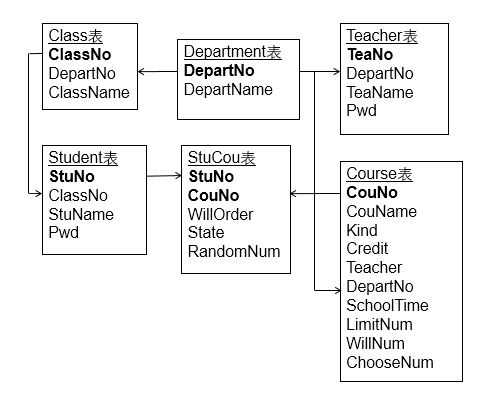 Class表
ClassNo
DepartNo
ClassName
Department表
DepartNo
DepartName
Teacher表
TeaNo
DepartNo
TeaName
Pwd
Student表
StuNo
ClassNo
StuName
Pwd
StuCou表
StuNo
CouNo
WillOrder
State
RandomNum
Course表
CouNo
CouName
Kind
Credit
Teacher
DepartNo
SchoolTime
LimitNum
WillNum
ChooseNum